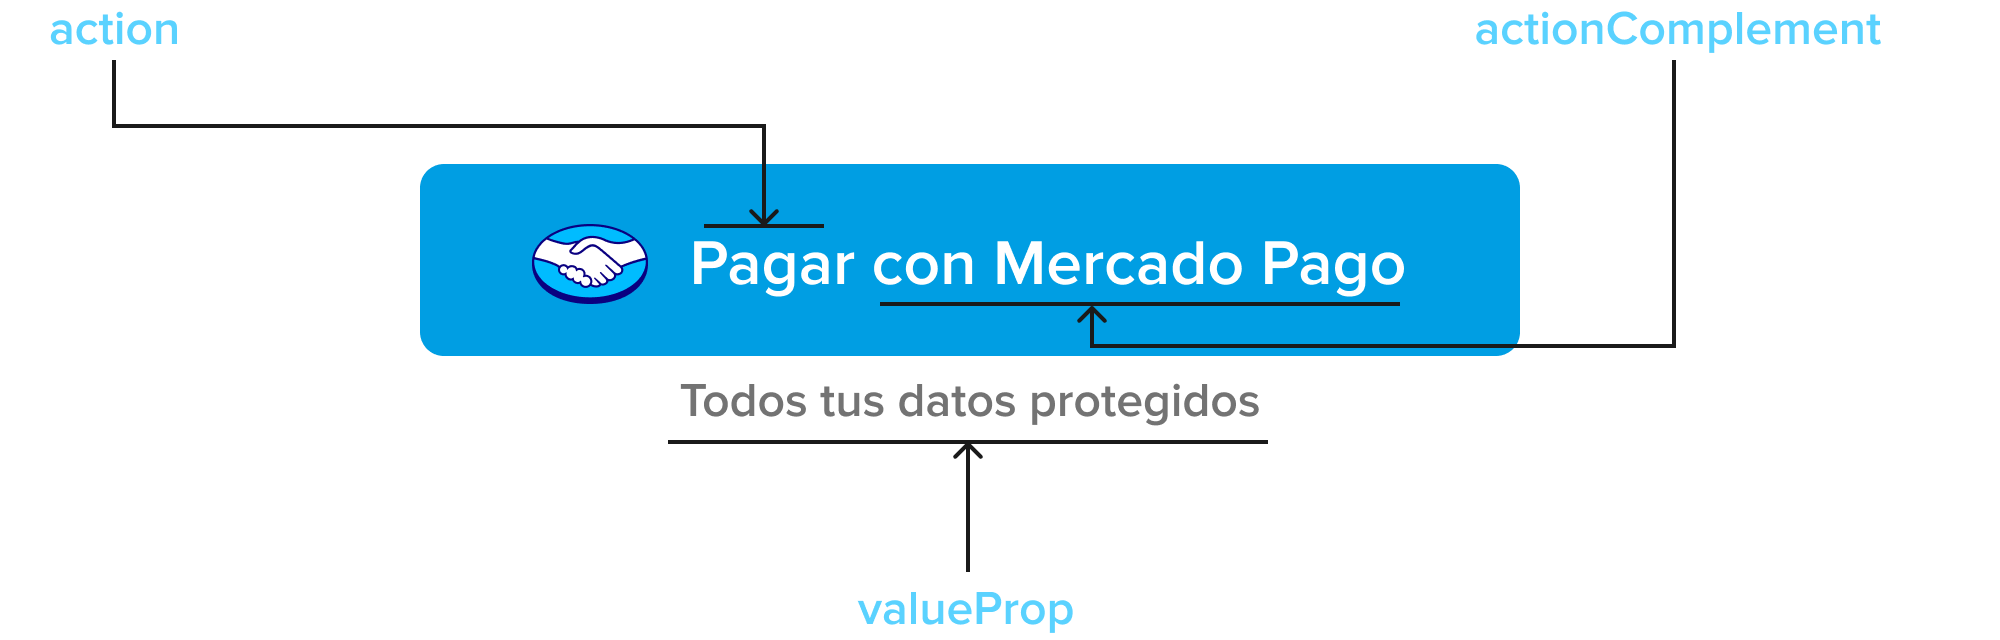 action
actionComplement
Pagar con Mercado Pago
Todos tus datos protegidos
valueProp